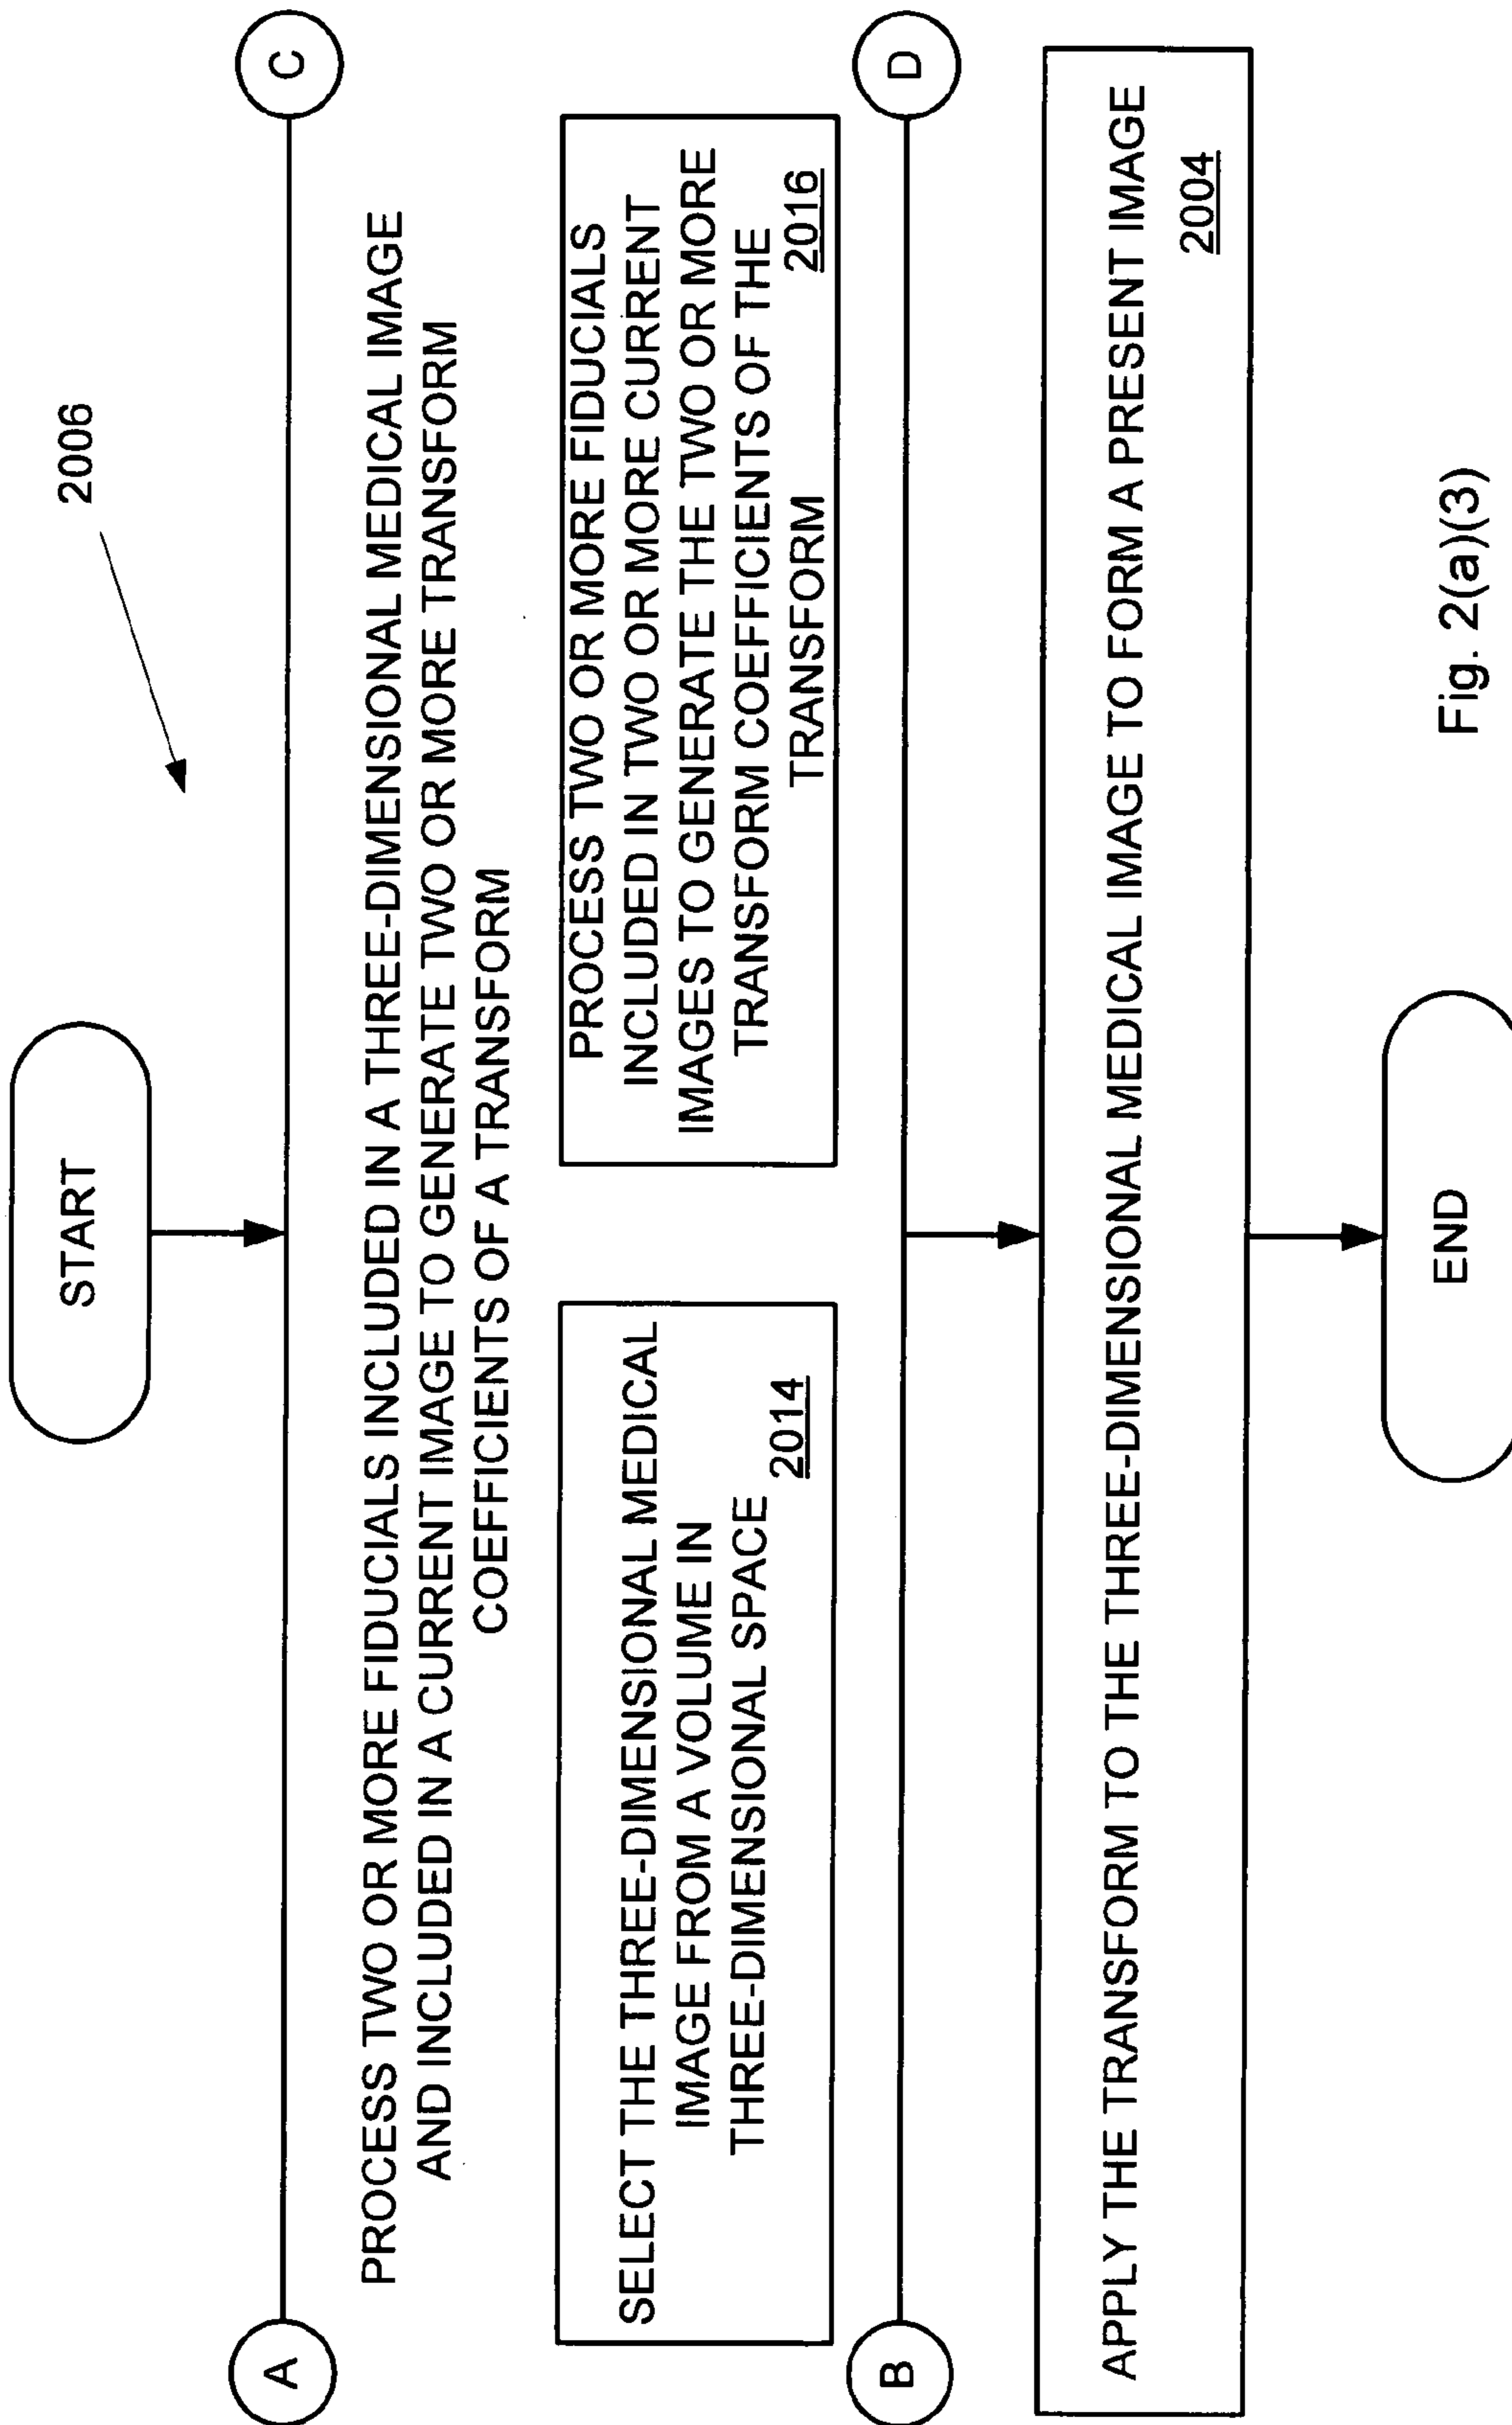 START
2006
A
C
PROCESS TWO OR MORE FIDUCIALS INCLUDED IN A THREE-DIMENSIONAL MEDICAL IMAGE
AND INCLUDED IN A CURRENT IMAGE TO GENERATE TWO OR MORE TRANSFORM
COEFFICIENTS OF A TRANSFORM
SELECT THE THREE-DIMENSIONAL MEDICAL
IMAGE FROM A VOLUME IN
THREE-DIMENSIONAL SPACE
2014
PROCESS TWO OR MORE FIDUCIALS
INCLUDED IN TWO OR MORE CURRENT
IMAGES TO GENERATE THE TWO OR MORE
TRANSFORM COEFFICIENTS OF THE
TRANSFORM
2016
B
D
APPLY THE TRANSFORM TO THE THREE-DIMENSIONAL MEDICAL IMAGE TO FORM A PRESENT IMAGE
2004
END
Fig. 2(a)(3)